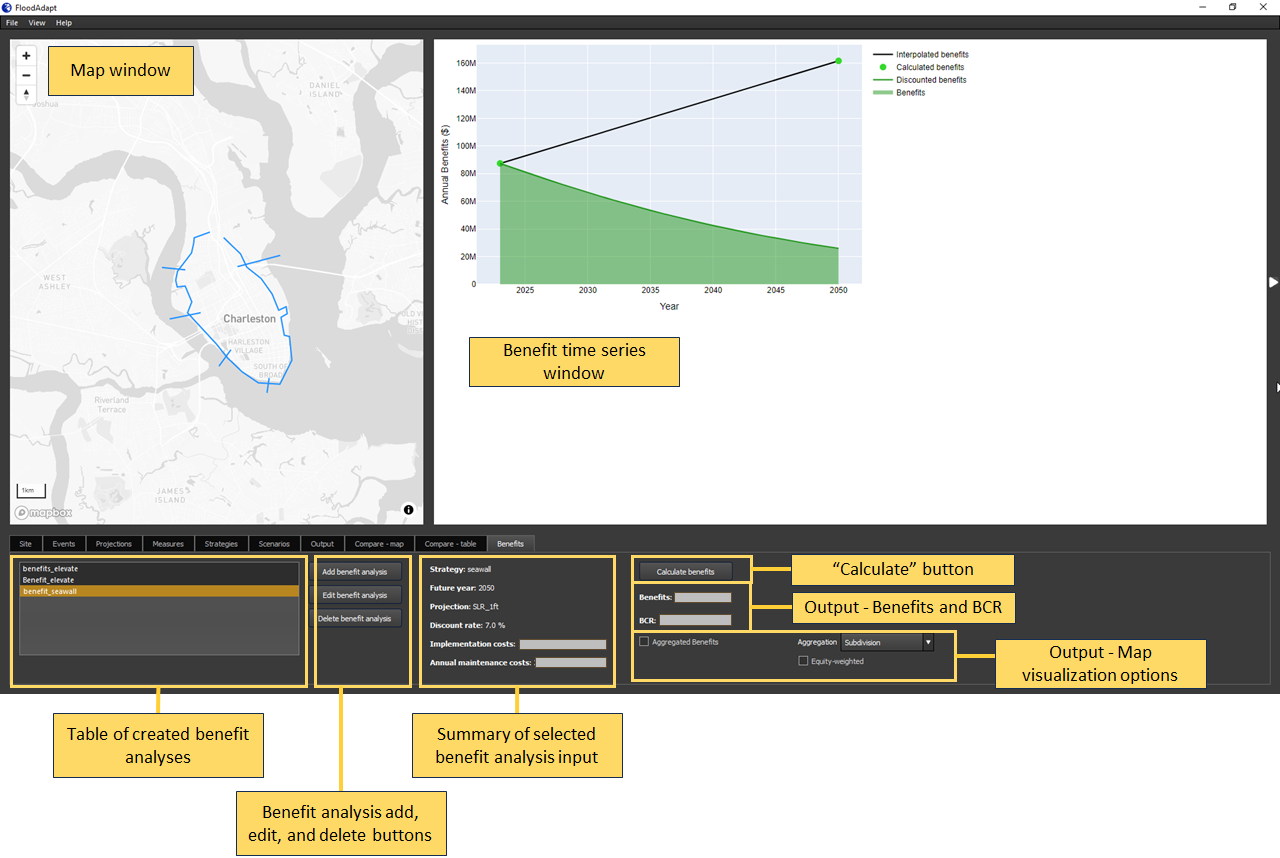 FloodAdapt
File View Help
+
−
Map window
Joshua
DANIEL
ISLAND
WEST
ASHLEY
Charleston
HARLESTON
VILLAGE
SOUTH OF
BROAD
Riverland
Terrace
JAMES
ISLAND
1km
mapbox
Annual Benefits ($)
160M
140M
120M
100M
80M
60M
40M
20M
0
2025 2030 2035 2040 2045 2050
Year
Interpolated benefits
Calculated benefits
Discounted benefits
Benefits
Benefit time series
window
Site Events Projections Measures Strategies Scenarios Output Compare - map Compare - table Benefits
benefits_elevate
Benefit_elevate
benefit_seawall
Add benefit analysis
Edit benefit analysis
Delete benefit analysis
Strategy: seawall
Future year: 2050
Projection: SLR_1ft
Discount rate: 7.0 %
Implementation costs:
Annual maintenance costs:
Calculate benefits
Benefits:
BCR:
Aggregated Benefits
Aggregation Subdivision
Equity-weighted
“Calculate” button
Output - Benefits and BCR
Output - Map
visualization options
Table of created benefit
analyses
Summary of selected
benefit analysis input
Benefit analysis add,
edit, and delete buttons